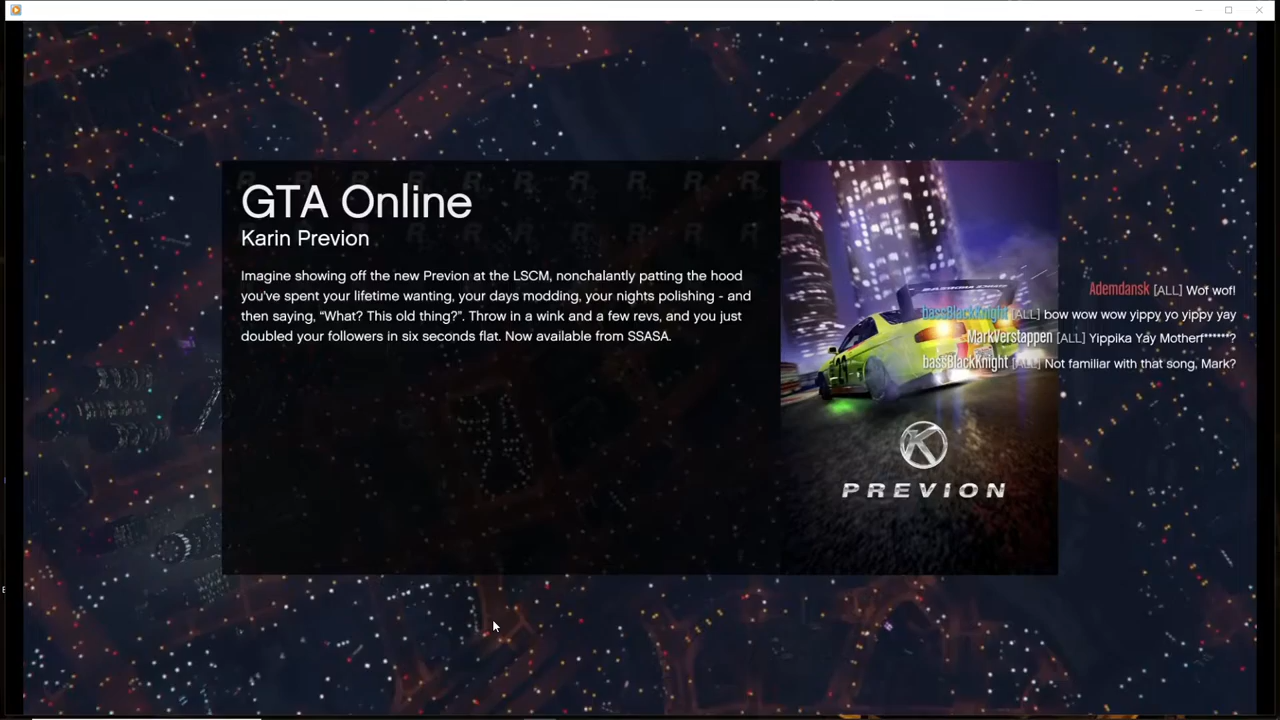 GTA Online
Karin Previon
Imagine showing off the new Previon at the LSCM, nonchalantly patting the hood
you've spent your lifetime wanting, your days modding, your nights polishing - and
then saying, “What? This old thing?”. Throw in a wink and a few revs, and you just
doubled your followers in six seconds flat. Now available from SSASA.
PREVION
Ademdansk [ALL] Wof wof!
bassBlackKnight [ALL] bow wow wow yippy yo yippy yay
MarkVerstappen [ALL] Yippika Yay Motherf******?
bassBlackKnight [ALL] Not familiar with that song, Mark?